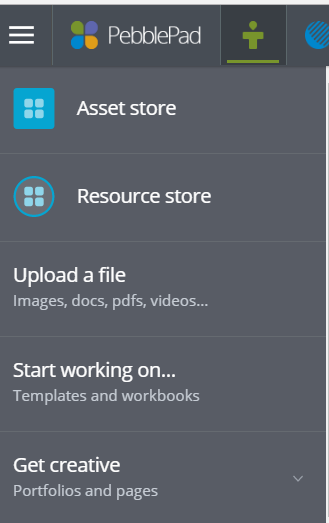 PebblePad
Asset store
Resource store
Upload a file
Images, docs, pdfs, videos...
Start working on...
Templates and workbooks
Get creative
Portfolios and pages